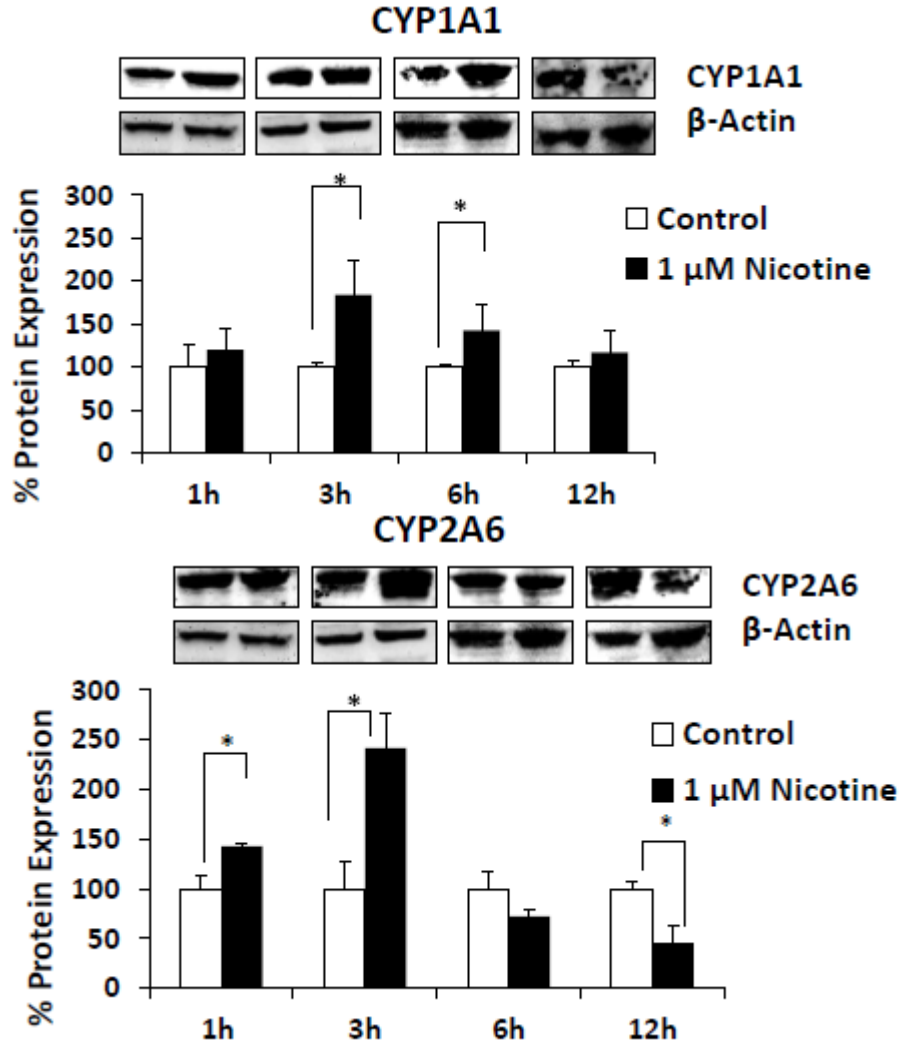 CYP1A1
CYP1A1
β-Actin
% Protein Expression
300
250
200
150
100
50
0
*
*
Control
1 μM Nicotine
1h 3h 6h 12h
CYP2A6
CYP2A6
β-Actin
% Protein Expression
300
250
200
150
100
50
0
*
*
*
Control
1 μM Nicotine
1h 3h 6h 12h